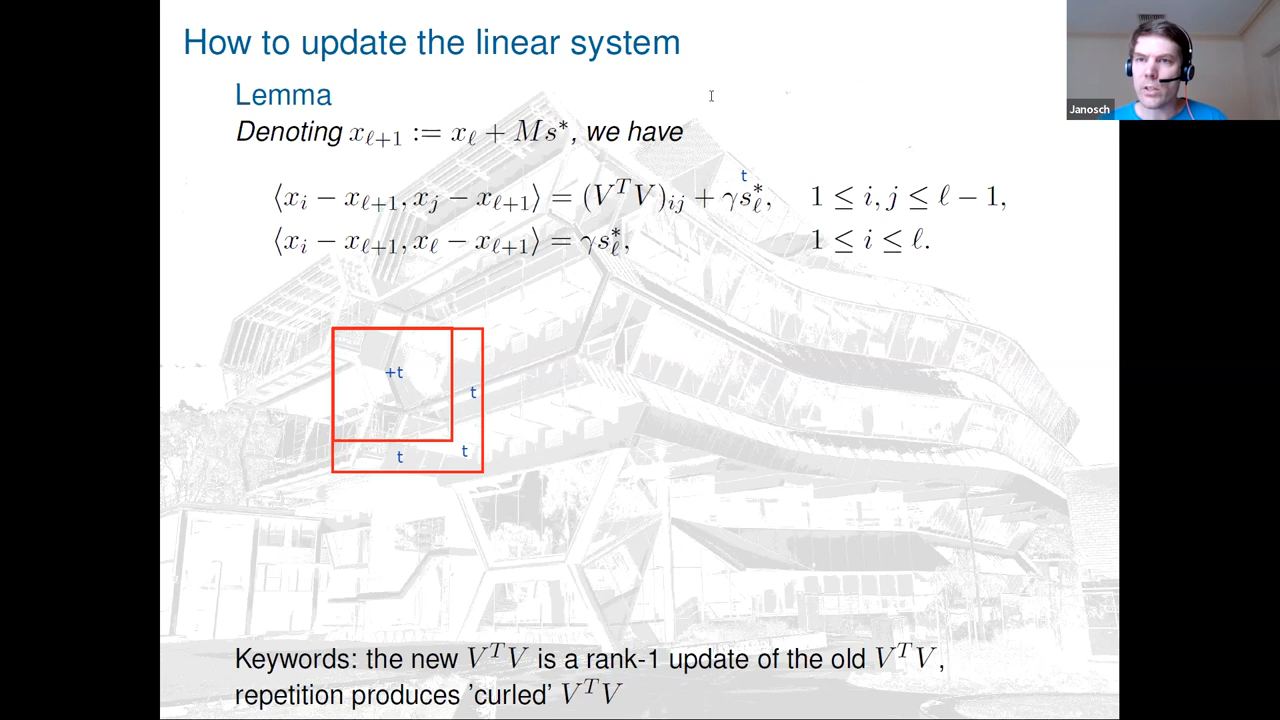 How to update the linear system
Janosch
Lemma
Denoting x_{ℓ+1} := x_ℓ + Ms*, we have
t
⟨x_i − x_{ℓ+1}, x_j − x_{ℓ+1}⟩ = (V^T V)_{ij} + γs*_ℓ, 1 ≤ i, j ≤ ℓ − 1,
⟨x_i − x_{ℓ+1}, x_ℓ − x_{ℓ+1}⟩ = γs*_ℓ, 1 ≤ i ≤ ℓ.
+t
t
t
t
Keywords: the new V^T V is a rank-1 update of the old V^T V,
repetition produces 'curled' V^T V